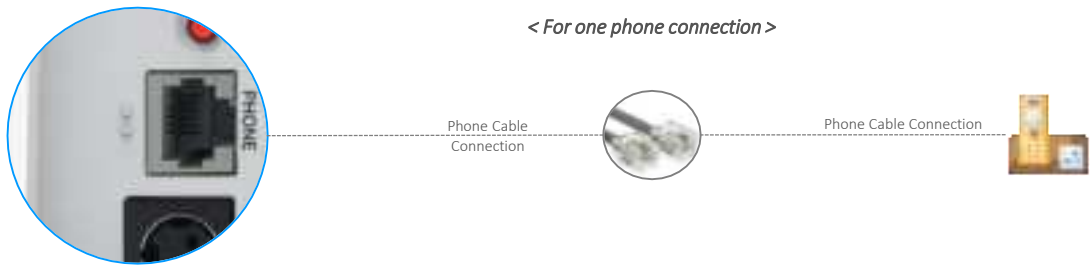 < For one phone connection >
PHONE
Phone Cable
Connection
Phone Cable Connection